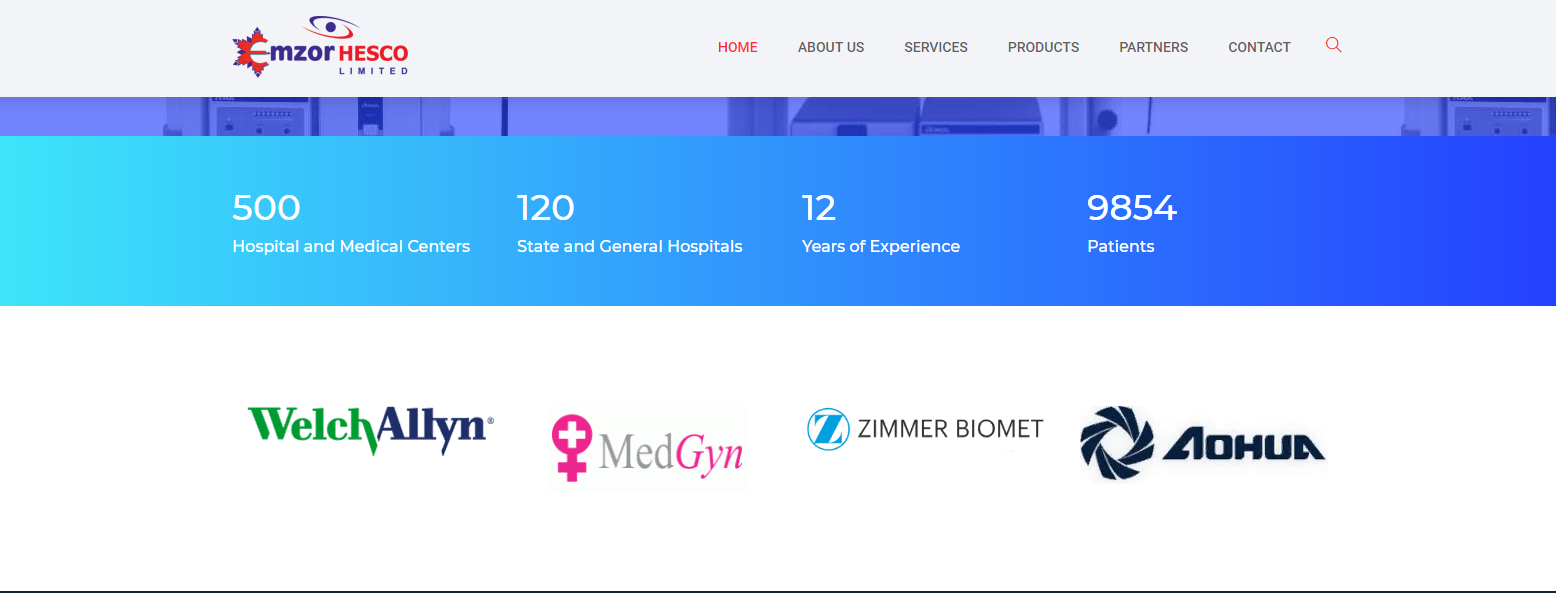 Emzor HESCO
LIMITED
HOME ABOUT US SERVICES PRODUCTS PARTNERS CONTACT
AOHUA
500 120 12 9854
Hospital and Medical Centers State and General Hospitals Years of Experience Patients
WelchAllyn® MedGyn ZIMMER BIOMET AOHUA